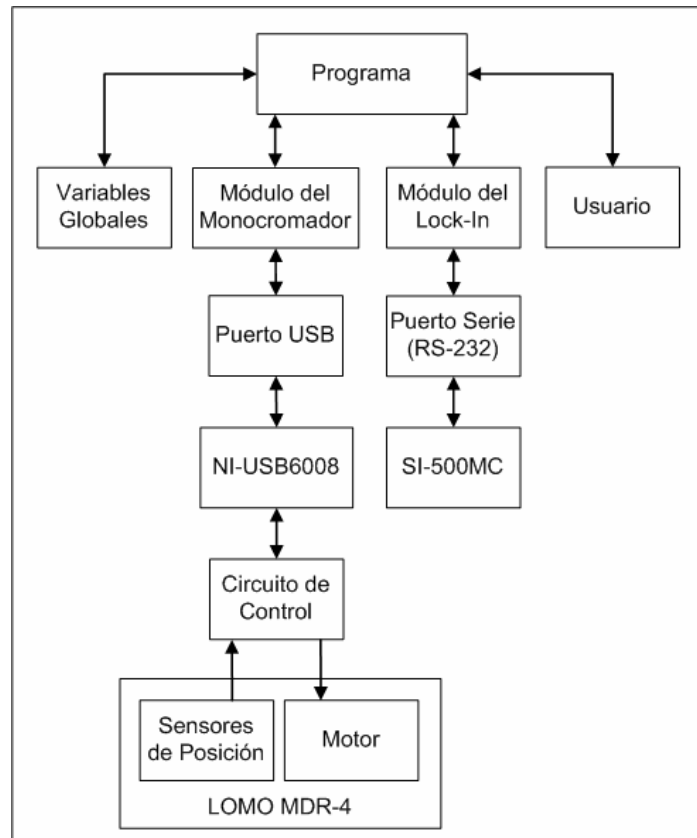 Programa
Variables
Globales
Módulo del
Monocromador
Módulo del
Lock-In
Usuario
Puerto USB
Puerto Serie
(RS-232)
NI-USB6008
SI-500MC
Circuito de
Control
Sensores
de Posición
Motor
LOMO MDR-4